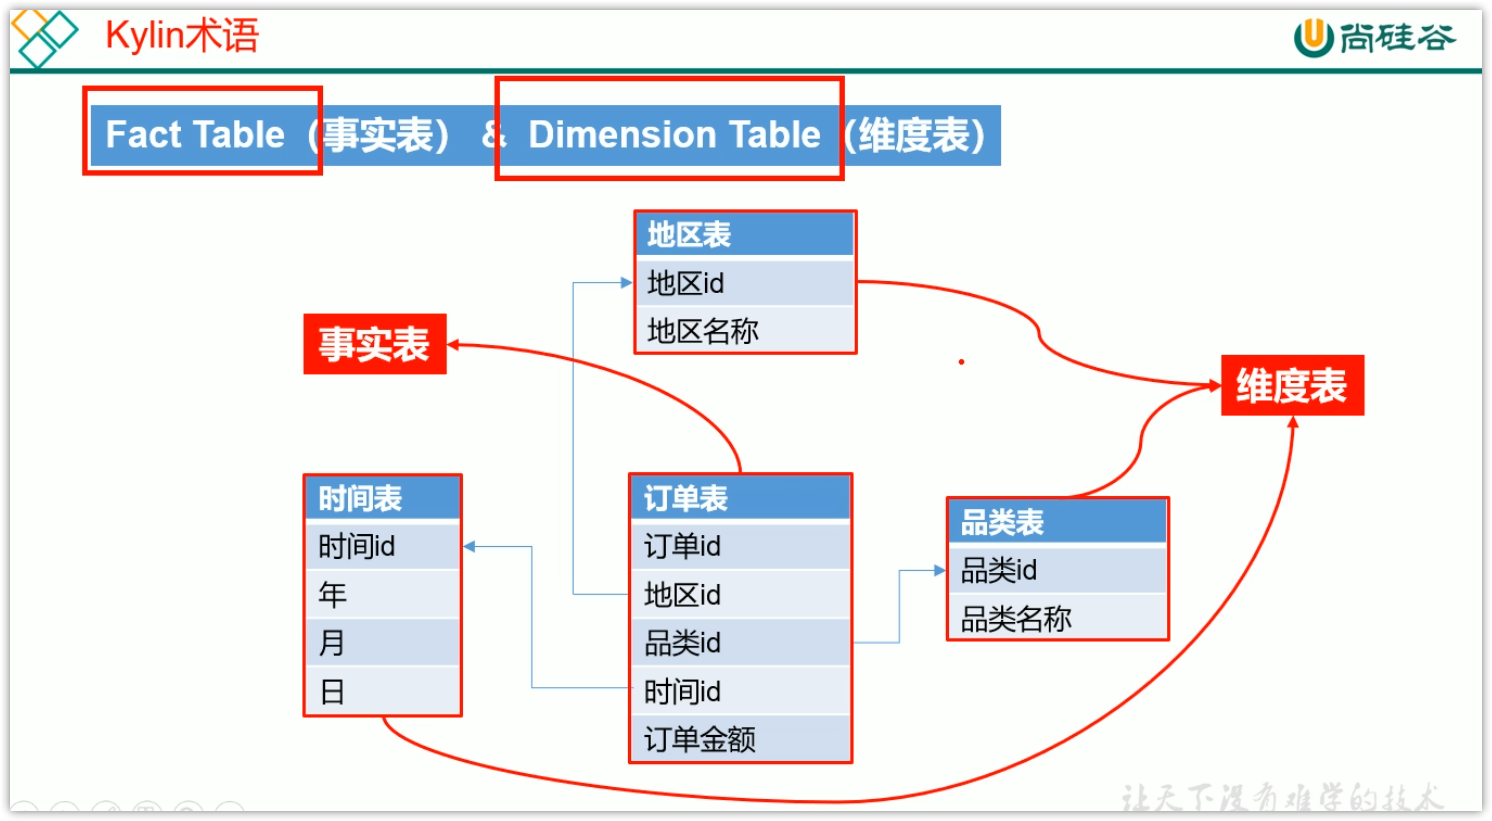 Kylin术语
尚硅谷
Fact Table（事实表） & Dimension Table（维度表）
地区表
地区id
地区名称
事实表
维度表
时间表
时间id
年
月
日
订单表
订单id
地区id
品类id
时间id
订单金额
品类表
品类id
品类名称
让天下没有难学的技术